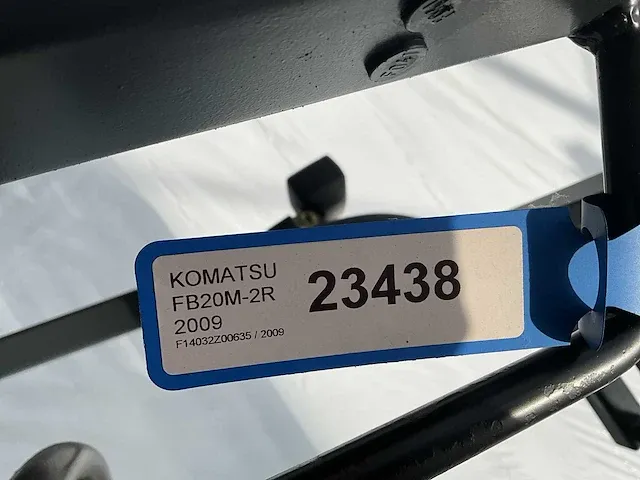 KOMATSU
FB20M-2R
2009
F14032Z00635 / 2009
23438